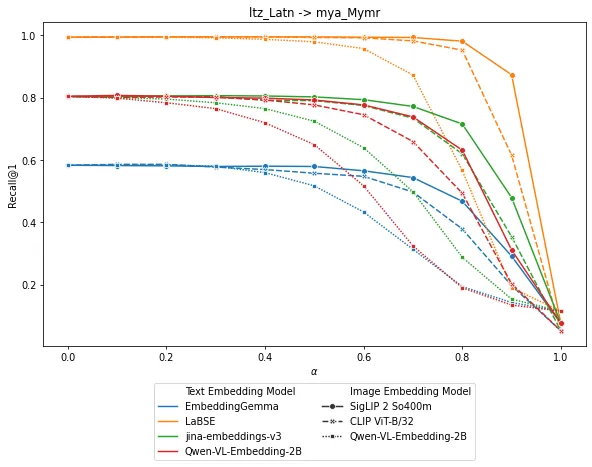 ltz_Latn -> mya_Mymr
Recall@1
1.0
0.8
0.6
0.4
0.2
0.0 0.2 0.4 0.6 0.8 1.0
α
Text Embedding Model
EmbeddingGemma
LaBSE
jina-embeddings-v3
Qwen-VL-Embedding-2B
Image Embedding Model
SigLIP 2 So400m
CLIP ViT-B/32
Qwen-VL-Embedding-2B